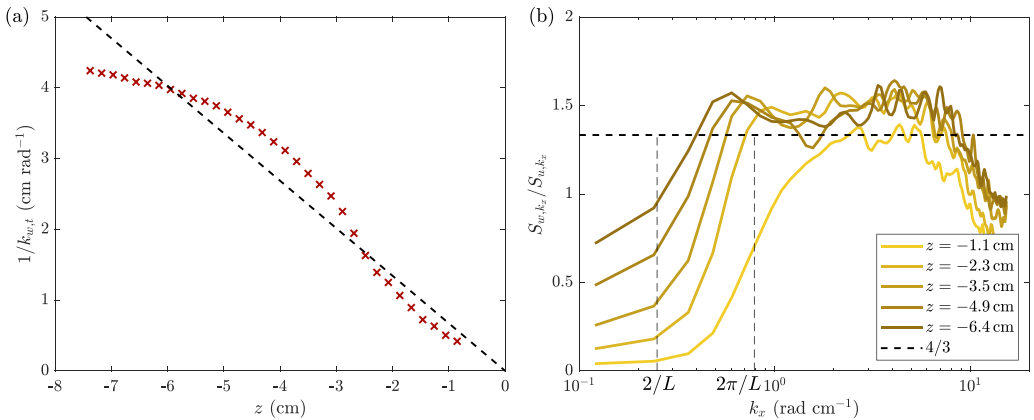 (a)
5
4
3
2
1
0
1/k_{w,t} (cm rad^{-1})
-8
-7
-6
-5
-4
-3
-2
-1
0
z (cm)
(b)
2
1.5
1
0.5
0
S_{w,k_x}/S_{u,k_x}
10^{-1}
2/L
2π/L
10^0
10^1
k_x (rad cm^{-1})
z = −1.1 cm
z = −2.3 cm
z = −3.5 cm
z = −4.9 cm
z = −6.4 cm
4/3